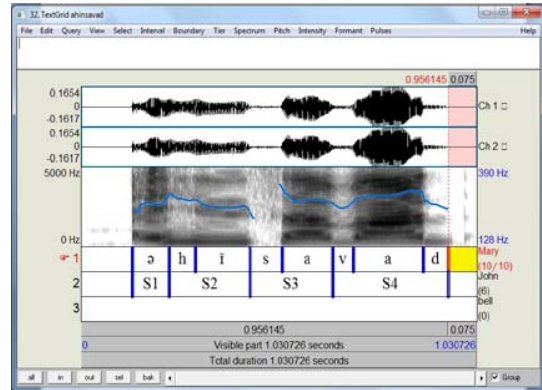 32. TextGrid ahinsavad
File Edit Query View Select Interval Boundary Tier Spectrum Pitch Intensity Formant Pulses Help
0.956145 0.075
0.1654
0
-0.1617
Ch 1
0.1654
0
-0.1617
Ch 2
5000 Hz 390 Hz
0 Hz 128 Hz
1 ə h ĩ s a v a d Mary
(10/10)
2 S1 S2 S3 S4 John
(6)
3 bell
(0)
0.956145 0.075
0 Visible part 1.030726 seconds 1.030726
Total duration 1.030726 seconds
all in out sel bak Group